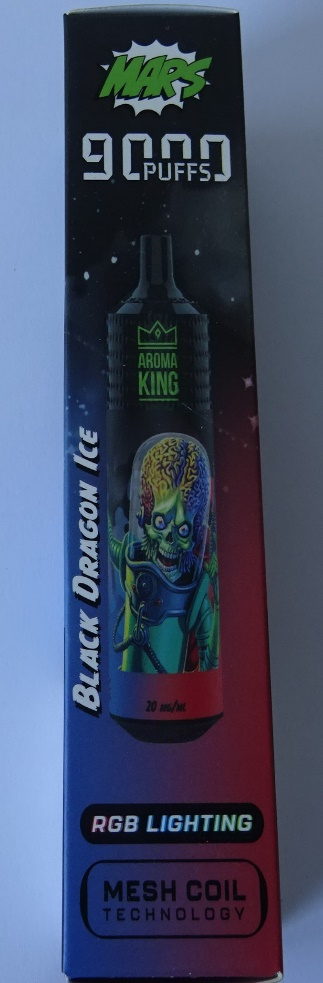 MARS
9000
PUFFS
AROMA
KING
BLACK DRAGON ICE
20 mg/mL
RGB LIGHTING
MESH COIL
TECHNOLOGY